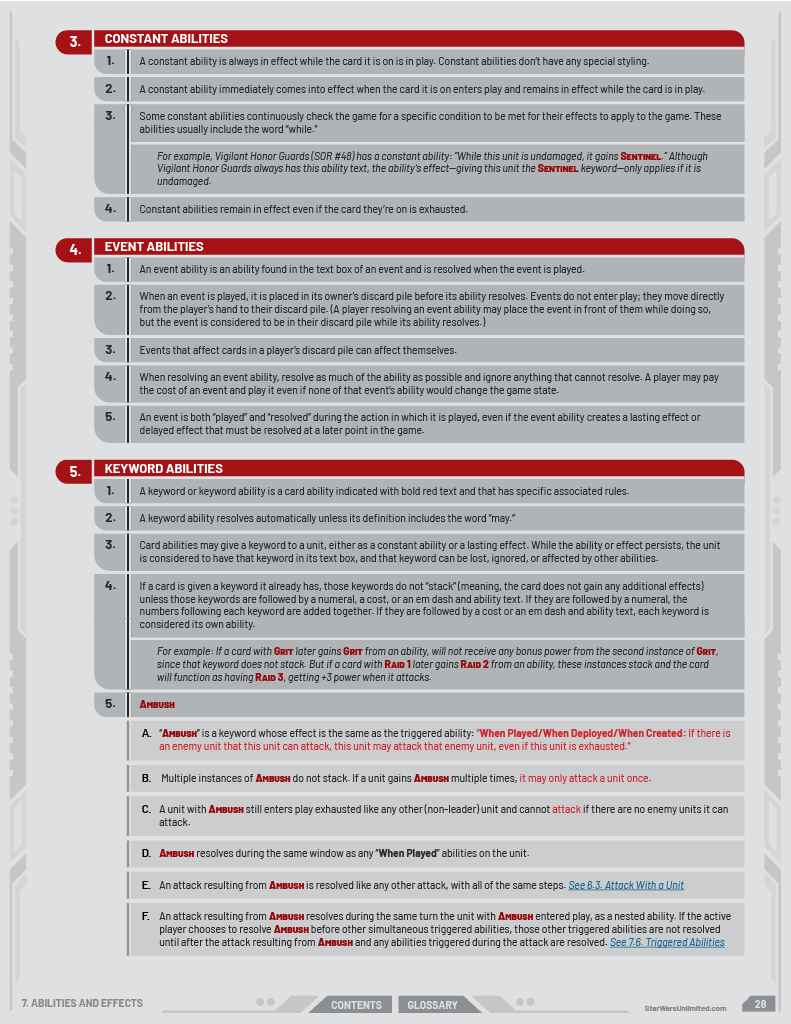 3. CONSTANT ABILITIES
1. A constant ability is always in effect while the card it is on is in play. Constant abilities don't have any special styling.
2. A constant ability immediately comes into effect when the card it is on enters play and remains in effect while the card is in play.
3. Some constant abilities continuously check the game for a specific condition to be met for their effects to apply to the game. These
abilities usually include the word "while."
For example, Vigilant Honor Guards (SOR #48) has a constant ability: "While this unit is undamaged, it gains SENTINEL." Although
Vigilant Honor Guards always has this ability text, the ability's effect—giving this unit the SENTINEL keyword—only applies if it is
undamaged.
4. Constant abilities remain in effect even if the card they're on is exhausted.
4. EVENT ABILITIES
1. An event ability is an ability found in the text box of an event and is resolved when the event is played.
2. When an event is played, it is placed in its owner's discard pile before its ability resolves. Events do not enter play; they move directly
from the player's hand to their discard pile. (A player resolving an event ability may place the event in front of them while doing so,
but the event is considered to be in their discard pile while its ability resolves.)
3. Events that affect cards in a player's discard pile can affect themselves.
4. When resolving an event ability, resolve as much of the ability as possible and ignore anything that cannot resolve. A player may pay
the cost of an event and play it even if none of that event's ability would change the game state.
5. An event is both "played" and "resolved" during the action in which it is played, even if the event ability creates a lasting effect or
delayed effect that must be resolved at a later point in the game.
5. KEYWORD ABILITIES
1. A keyword or keyword ability is a card ability indicated with bold red text and that has specific associated rules.
2. A keyword ability resolves automatically unless its definition includes the word "may."
3. Card abilities may give a keyword to a unit, either as a constant ability or a lasting effect. While the ability or effect persists, the unit
is considered to have that keyword in its text box, and that keyword can be lost, ignored, or affected by other abilities.
4. If a card is given a keyword it already has, those keywords do not "stack" (meaning, the card does not gain any additional effects)
unless those keywords are followed by a numeral, a cost, or an em dash and ability text. If they are followed by a numeral, the
numbers following each keyword are added together. If they are followed by a cost or an em dash and ability text, each keyword is
considered its own ability.
For example: If a card with GRIT later gains GRIT from an ability, will not receive any bonus power from the second instance of GRIT,
since that keyword does not stack. But if a card with RAID 1 later gains RAID 2 from an ability, these instances stack and the card
will function as having RAID 3, getting +3 power when it attacks.
5. AMBUSH
A. "AMBUSH" is a keyword whose effect is the same as the triggered ability: "When Played/When Deployed/When Created: If there is
an enemy unit that this unit can attack, this unit may attack that enemy unit, even if this unit is exhausted."
B. Multiple instances of AMBUSH do not stack. If a unit gains AMBUSH multiple times, it may only attack a unit once.
C. A unit with AMBUSH still enters play exhausted like any other (non-leader) unit and cannot attack if there are no enemy units it can
attack.
D. AMBUSH resolves during the same window as any "When Played" abilities on the unit.
E. An attack resulting from AMBUSH is resolved like any other attack, with all of the same steps. See 6.3. Attack With a Unit
F. An attack resulting from AMBUSH resolves during the same turn the unit with AMBUSH entered play, as a nested ability. If the active
player chooses to resolve AMBUSH before other simultaneous triggered abilities, those other triggered abilities are not resolved
until after the attack resulting from AMBUSH and any abilities triggered during the attack are resolved. See 7.6. Triggered Abilities
7. ABILITIES AND EFFECTS
CONTENTS
GLOSSARY
StarWarsUnlimited.com
28